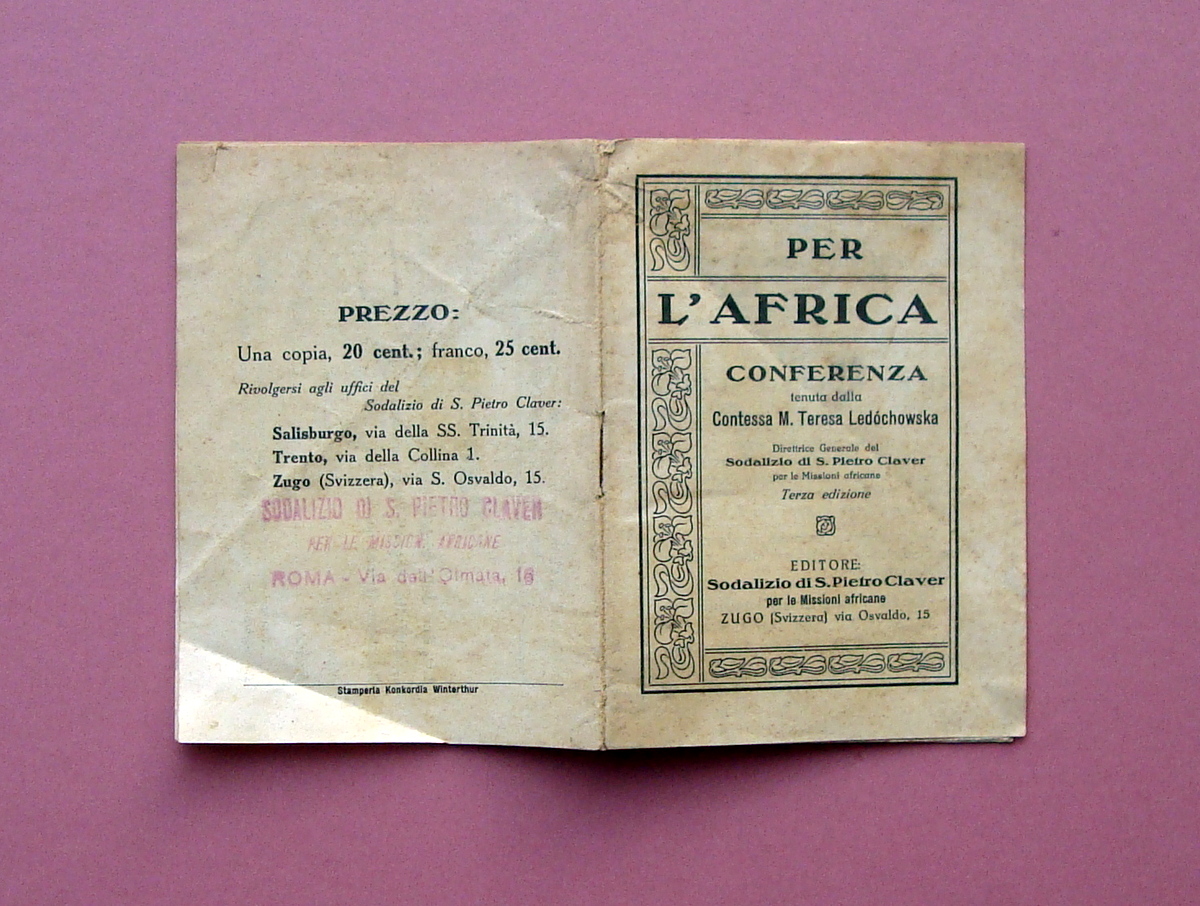 PREZZO:
Una copia, 20 cent.; franco, 25 cent.
Rivolgersi agli uffici del
Sodalizio di S. Pietro Claver:
Salisburgo, via della SS. Trinità, 15.
Trento, via della Collina 1.
Zugo (Svizzera), via S. Osvaldo, 15.
SODALIZIO DI S. PIETRO CLAVER
PER LE MISSIONI AFRICANE
ROMA - Via dell'Olmata, 16
Stamperia Konkordia Winterthur
PER
L'AFRICA
CONFERENZA
tenuta dalla
Contessa M. Teresa Ledóchowska
Direttrice Generale del
Sodalizio di S. Pietro Claver
per le Missioni africane
Terza edizione
EDITORE:
Sodalizio di S. Pietro Claver
per le Missioni africane
ZUGO (Svizzera) via Osvaldo, 15